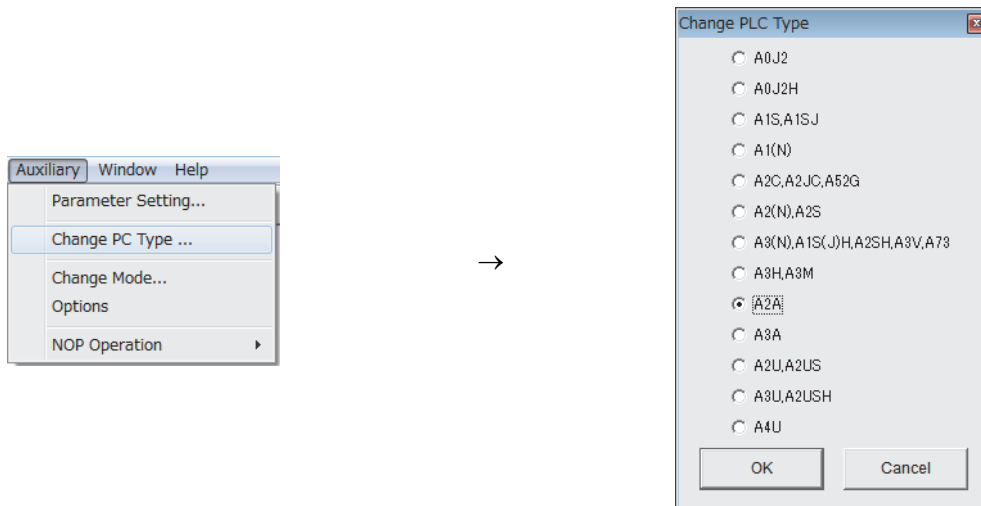 Auxiliary Window Help
Parameter Setting...
Change PC Type ...
Change Mode...
Options
NOP Operation
→
Change PLC Type
A0J2
A0J2H
A1S,A1SJ
A1(N)
A2C,A2JC,A52G
A2(N),A2S
A3(N),A1S(J)H,A2SH,A3V,A73
A3H,A3M
A2A
A3A
A2U,A2US
A3U,A2USH
A4U
OK Cancel